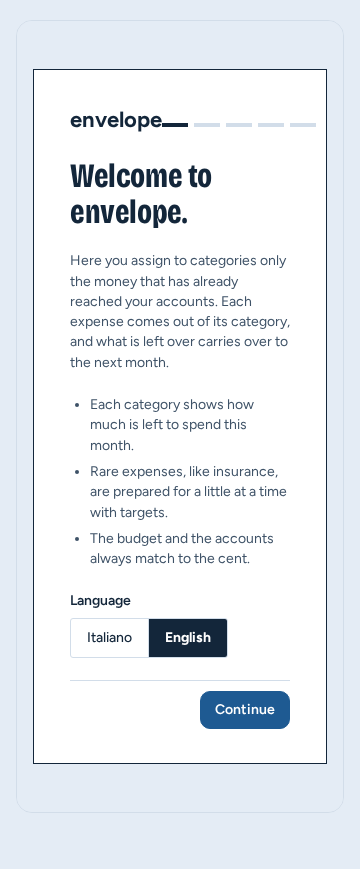 envelope
Welcome to
envelope.
Here you assign to categories only
the money that has already
reached your accounts. Each
expense comes out of its category,
and what is left over carries over to
the next month.
• Each category shows how
much is left to spend this
month.
• Rare expenses, like insurance,
are prepared for a little at a time
with targets.
• The budget and the accounts
always match to the cent.
Language
Italiano English
Continue